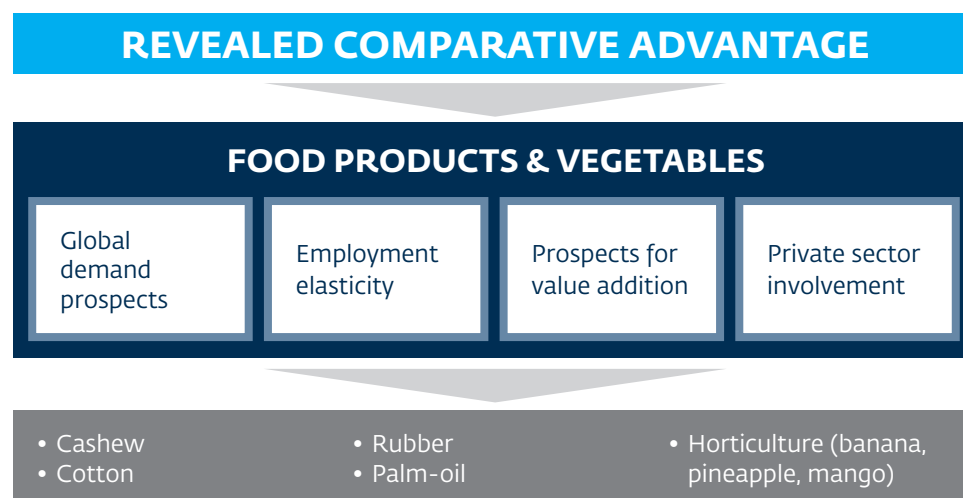 REVEALED COMPARATIVE ADVANTAGE
FOOD PRODUCTS & VEGETABLES
Global
demand
prospects
Employment
elasticity
Prospects for
value addition
Private sector
involvement
• Cashew
• Cotton
• Rubber
• Palm-oil
• Horticulture (banana,
pineapple, mango)